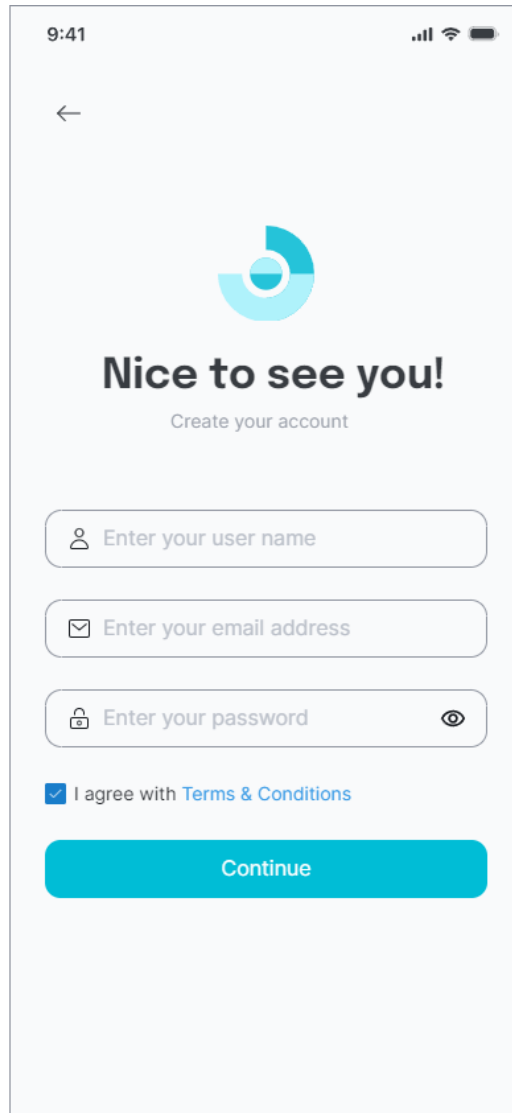 9:41
Nice to see you!
Create your account
Enter your user name
Enter your email address
Enter your password
I agree with Terms & Conditions
Continue